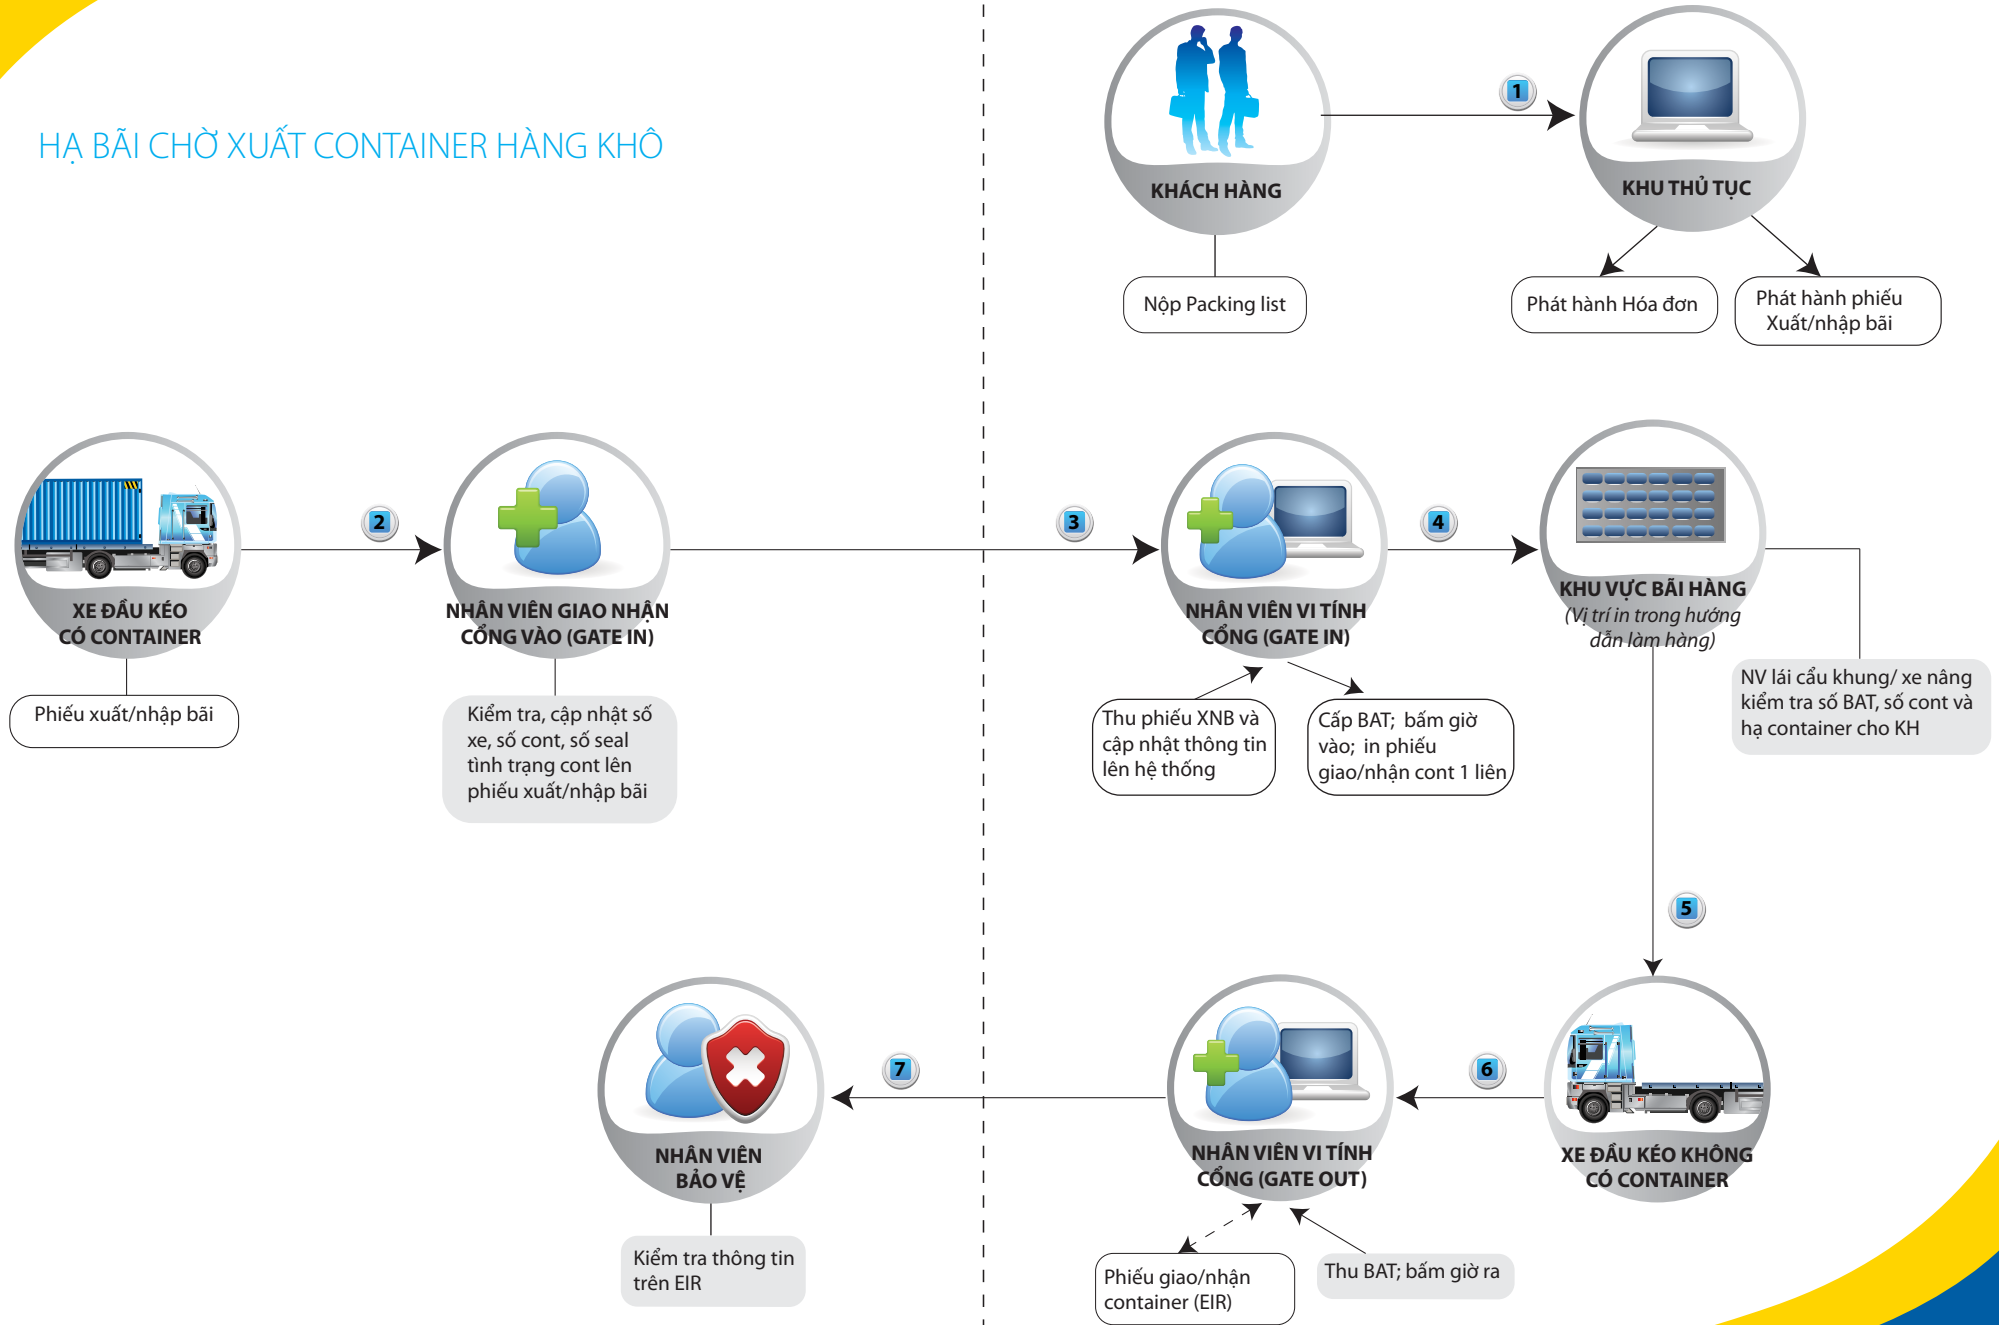 HẠ BÃI CHỜ XUẤT CONTAINER HÀNG KHÔ
1
KHÁCH HÀNG
KHU THỦ TỤC
Nộp Packing list
Phát hành Hóa đơn
Phát hành phiếu
Xuất/nhập bãi
2
3
4
XE ĐẦU KÉO
CÓ CONTAINER
NHÂN VIÊN GIAO NHẬN
CỔNG VÀO (GATE IN)
NHÂN VIÊN VI TÍNH
CỔNG (GATE IN)
KHU VỰC BÃI HÀNG
(Vị trí in trong hướng
dẫn làm hàng)
Phiếu xuất/nhập bãi
Kiểm tra, cập nhật số
xe, số cont, số seal
tình trạng cont lên
phiếu xuất/nhập bãi
Thu phiếu XNB và
cập nhật thông tin
lên hệ thống
Cấp BAT; bấm giờ
vào; in phiếu
giao/nhận cont 1 liên
NV lái cẩu khung/ xe nâng
kiểm tra số BAT, số cont và
hạ container cho KH
5
7
6
NHÂN VIÊN
BẢO VỆ
NHÂN VIÊN VI TÍNH
CỔNG (GATE OUT)
XE ĐẦU KÉO KHÔNG
CÓ CONTAINER
Kiểm tra thông tin
trên EIR
Phiếu giao/nhận
container (EIR)
Thu BAT; bấm giờ ra